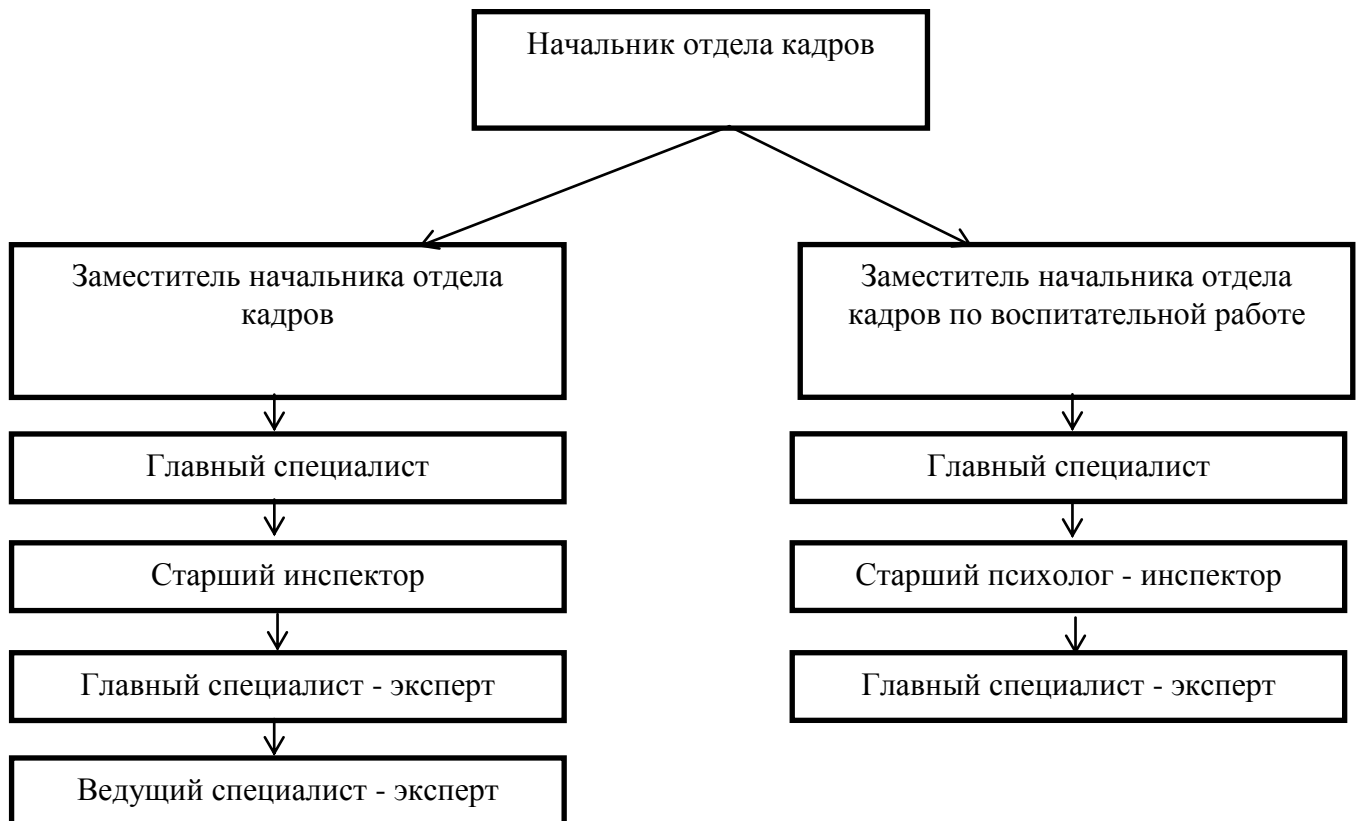 Начальник отдела кадров
Заместитель начальника отдела
кадров
Заместитель начальника отдела
кадров по воспитательной работе
Главный специалист
Главный специалист
Старший инспектор
Старший психолог - инспектор
Главный специалист - эксперт
Главный специалист - эксперт
Ведущий специалист - эксперт